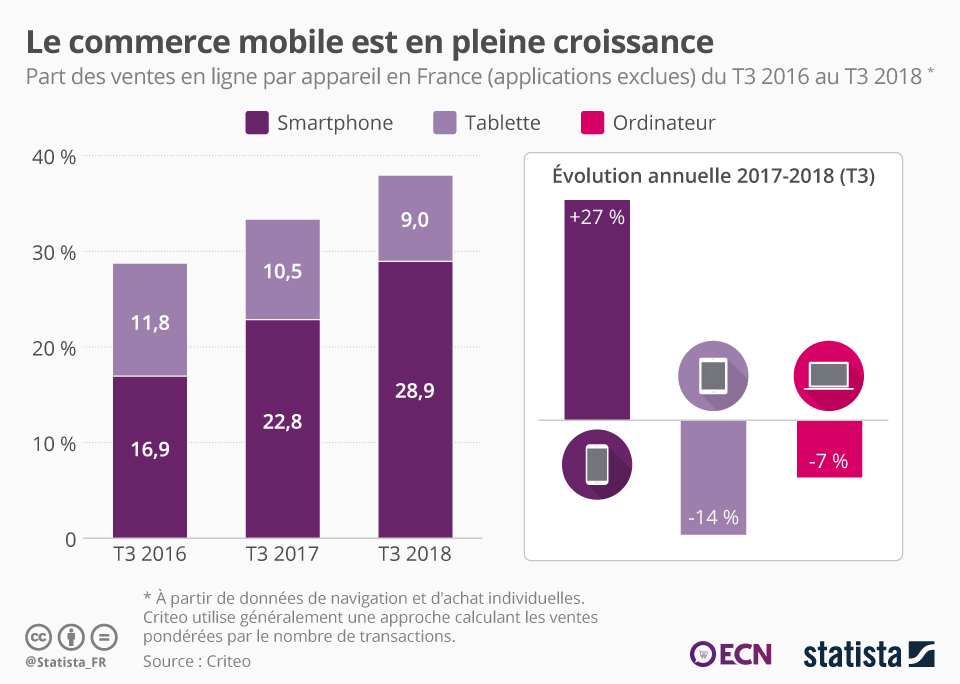 Le commerce mobile est en pleine croissance
Part des ventes en ligne par appareil en France (applications exclues) du T3 2016 au T3 2018 *
Smartphone
Tablette
Ordinateur
40 %
30 %
20 %
10 %
0
11,8
16,9
10,5
22,8
9,0
28,9
T3 2016
T3 2017
T3 2018
Évolution annuelle 2017-2018 (T3)
+27 %
-14 %
-7 %
* À partir de données de navigation et d'achat individuelles.
Criteo utilise généralement une approche calculant les ventes
pondérées par le nombre de transactions.
Source : Criteo
cc
@Statista_FR
ECN
statista